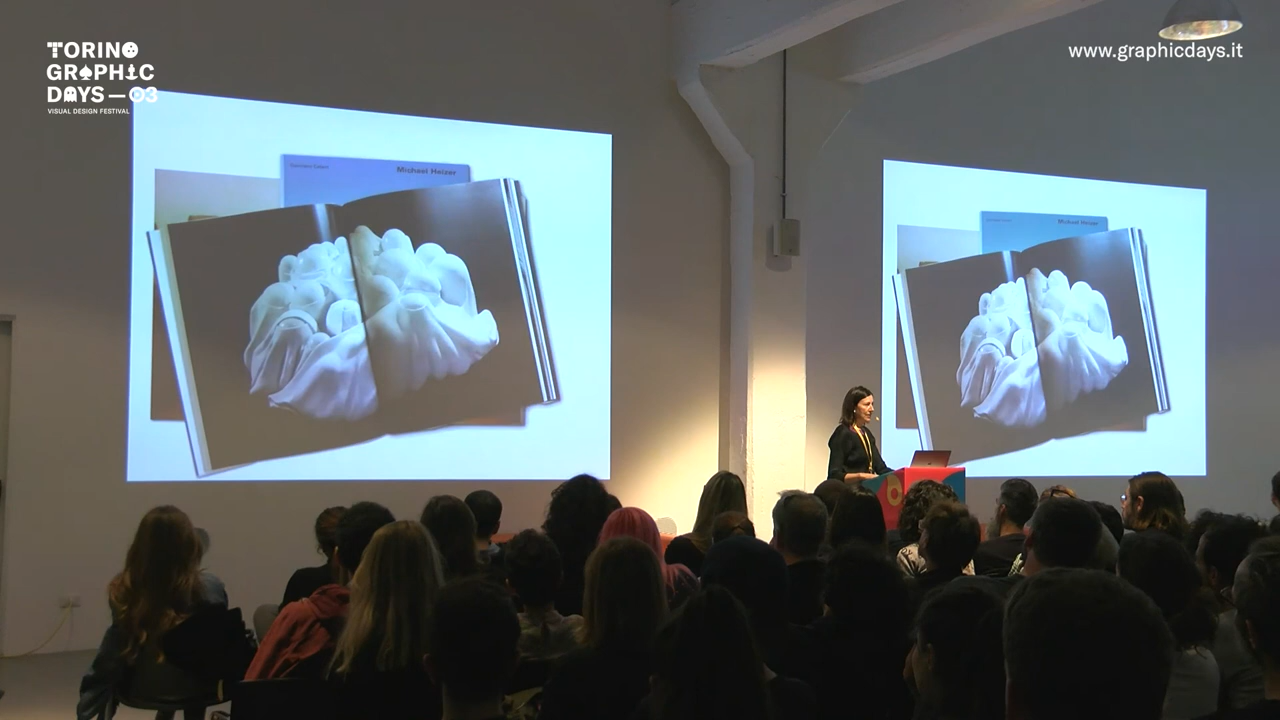 TORINO
GRAPHIC
DAYS—03
VISUAL DESIGN FESTIVAL
www.graphicdays.it
Michael Heizer
Michael Heizer